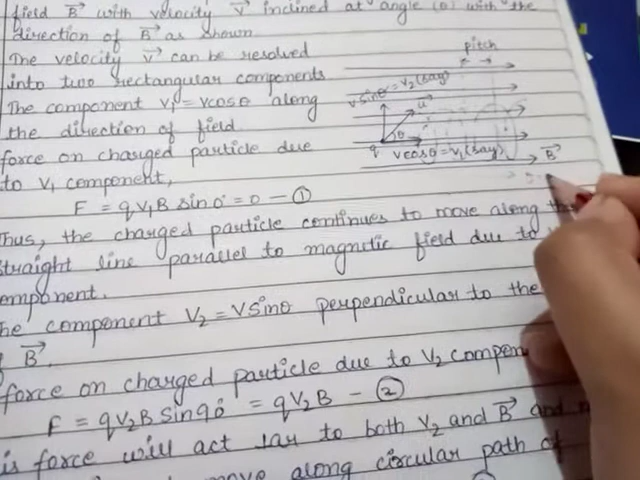 field B→ with velocity v→ inclined at angle (θ) with the
direction of B→ as shown
The velocity v→ can be resolved
into two rectangular components
pitch
The component v₁ = vcosθ along
vsinθ = v₂ (say)
the direction of field.
θ
force on charged particle due
q vcosθ = v₁ (say) B→
to v₁ component,
F = qv₁B sin0° = 0 — ①
Thus, the charged particle continues to move along
straight line parallel to magnetic field due to
omponent.
he component v₂ = vsinθ perpendicular to the
B→.
force on charged particle due to v₂ compon
F = qv₂B Sin90° = qv₂B — ②
is force will act lar to both v₂ and B→ and
move along circular path of